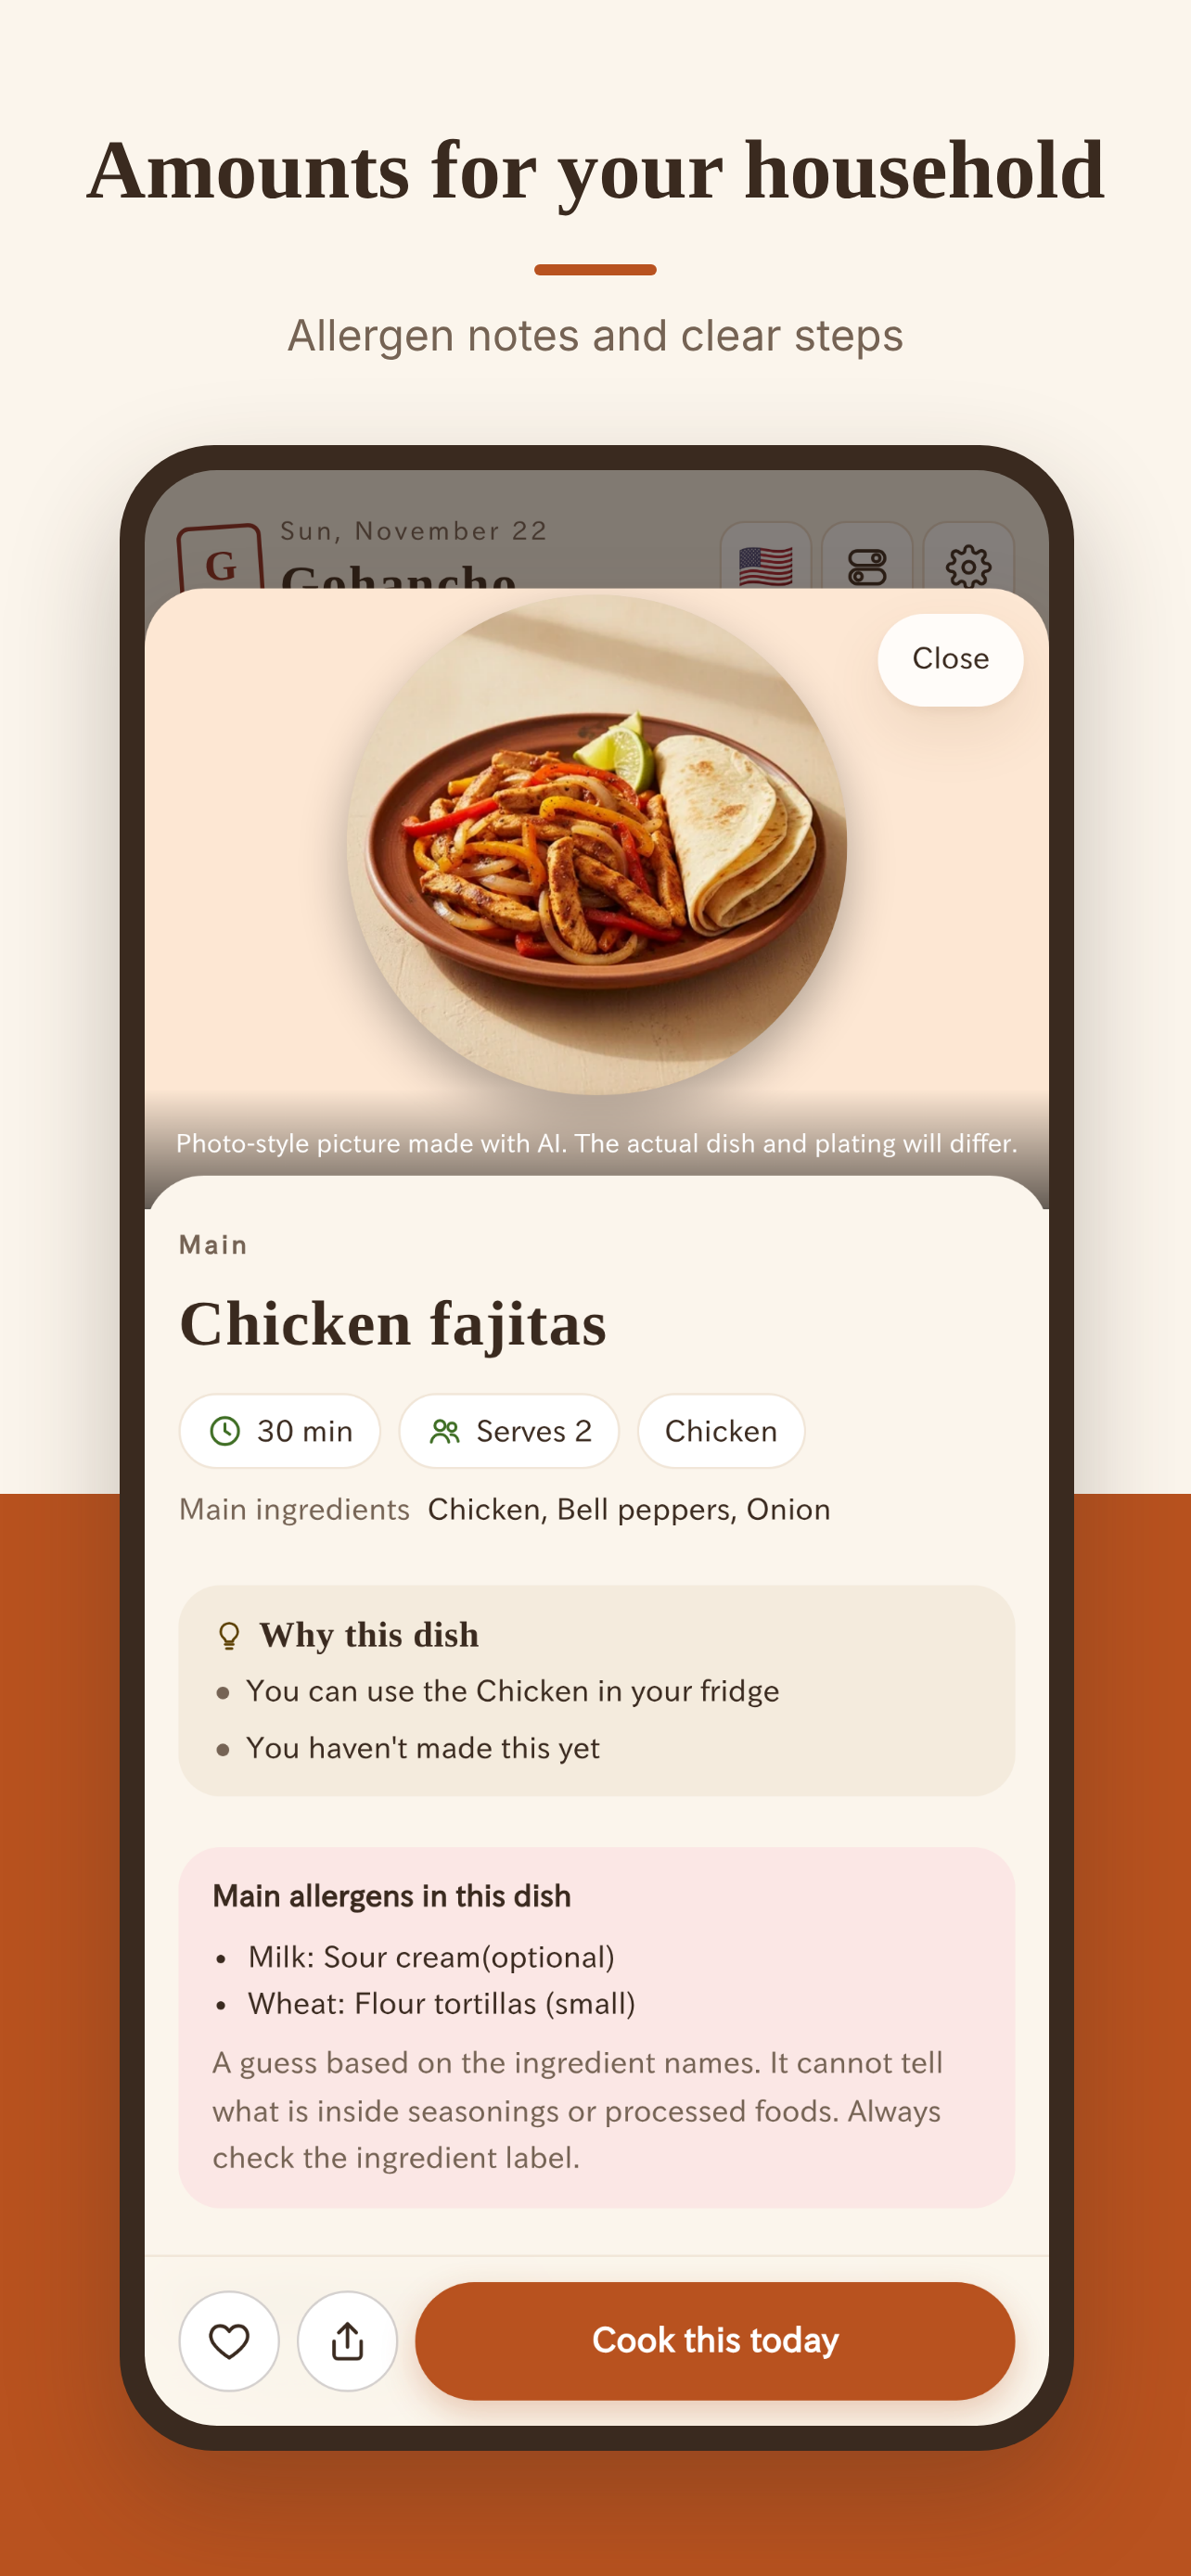 Amounts for your household
Allergen notes and clear steps
Sun, November 22
G
Gohancho
Close
Photo-style picture made with AI. The actual dish and plating will differ.
Main
Chicken fajitas
30 min
Serves 2
Chicken
Main ingredients Chicken, Bell peppers, Onion
Why this dish
You can use the Chicken in your fridge
You haven't made this yet
Main allergens in this dish
• Milk: Sour cream(optional)
• Wheat: Flour tortillas (small)
A guess based on the ingredient names. It cannot tell
what is inside seasonings or processed foods. Always
check the ingredient label.
Cook this today